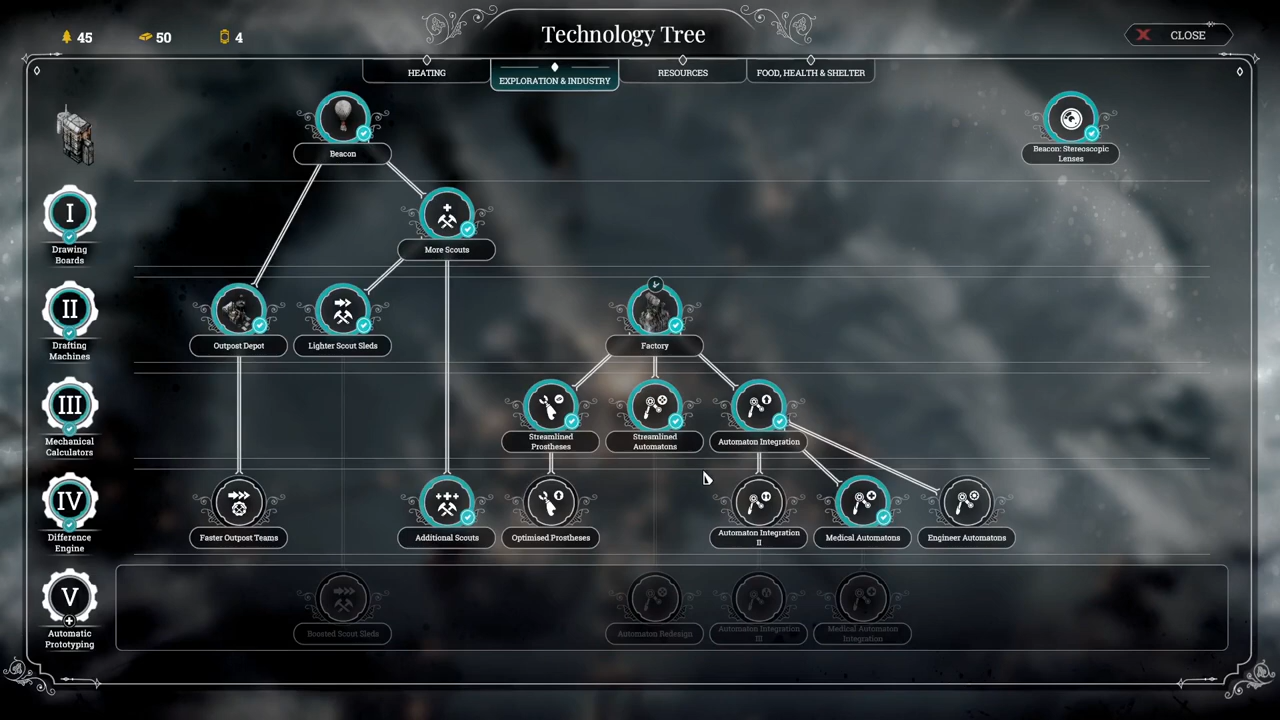 45
50
4
Technology Tree
CLOSE
HEATING
EXPLORATION & INDUSTRY
RESOURCES
FOOD, HEALTH & SHELTER
Beacon
Beacon: Stereoscopic
Lenses
I
Drawing
Boards
More Scouts
II
Drafting
Machines
Outpost Depot
Lighter Scout Sleds
Factory
III
Mechanical
Calculators
Streamlined
Prostheses
Streamlined
Automatons
Automaton Integration
IV
Difference
Engine
Faster Outpost Teams
Additional Scouts
Optimised Prostheses
Automaton Integration
II
Medical Automatons
Engineer Automatons
V
Automatic
Prototyping
Boosted Scout Sleds
Automaton Redesign
Automaton Integration
III
Medical Automaton
Integration